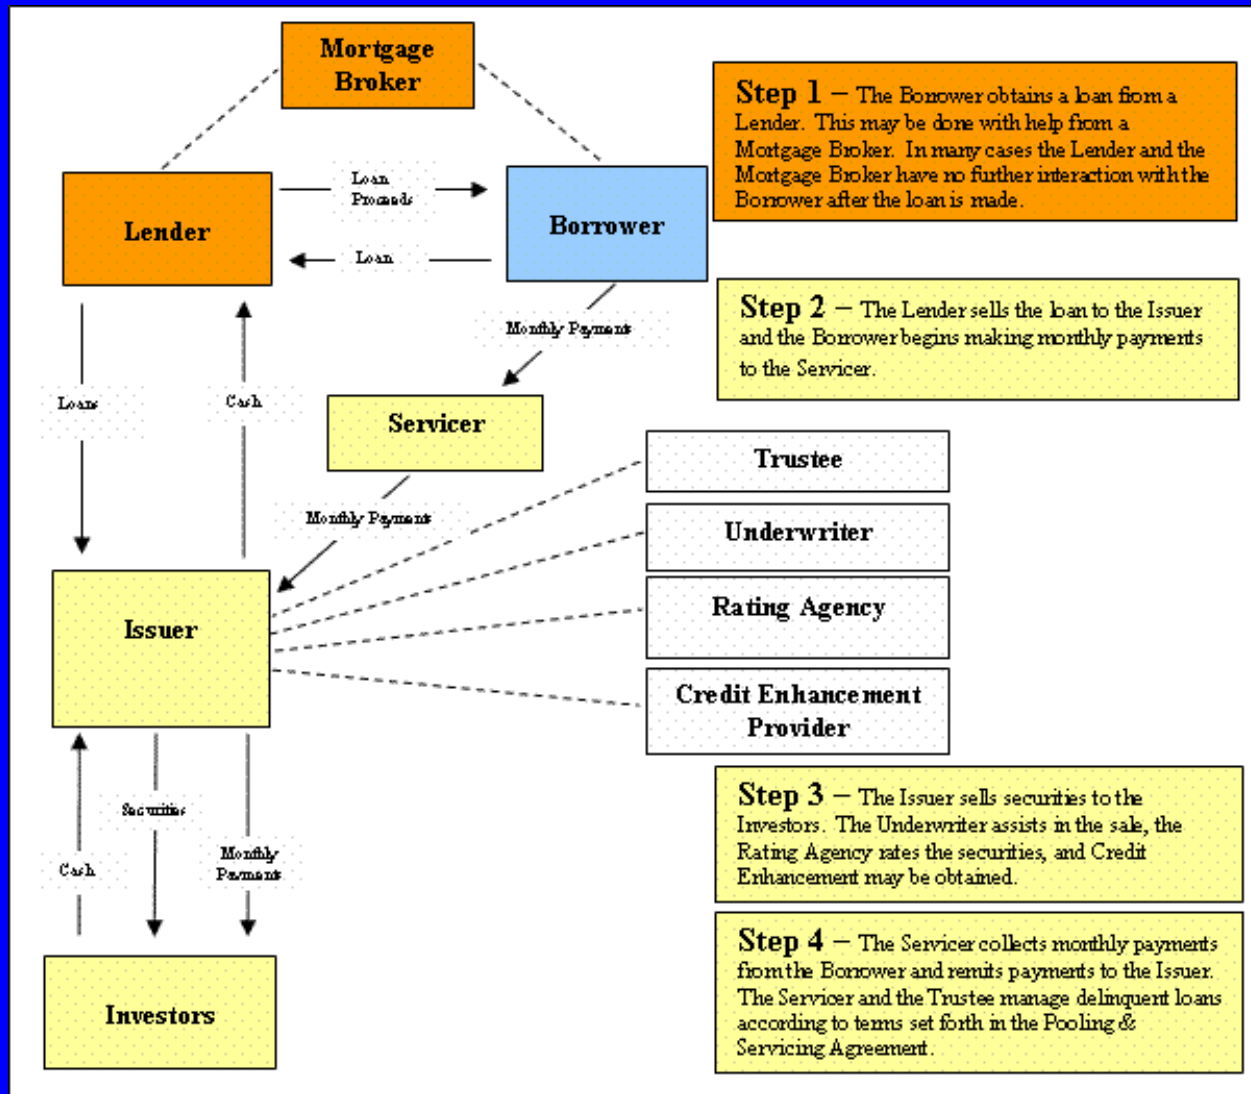 Mortgage
Broker
Step 1 – The Borrower obtains a loan from a
Lender. This may be done with help from a
Mortgage Broker. In many cases the Lender and the
Mortgage Broker have no further interaction with the
Borrower after the loan is made.
Lender
Loan
Proceeds
Borrower
Loan
Step 2 – The Lender sells the loan to the Issuer
and the Borrower begins making monthly payments
to the Servicer.
Monthly Payments
Loans
Cash
Servicer
Trustee
Monthly Payments
Underwriter
Issuer
Rating Agency
Credit Enhancement
Provider
Step 3 – The Issuer sells securities to the
Investors. The Underwriter assists in the sale, the
Rating Agency rates the securities, and Credit
Enhancement may be obtained.
Securities
Cash
Monthly
Payments
Step 4 – The Servicer collects monthly payments
from the Borrower and remits payments to the Issuer.
The Servicer and the Trustee manage delinquent loans
according to terms set forth in the Pooling &
Servicing Agreement.
Investors